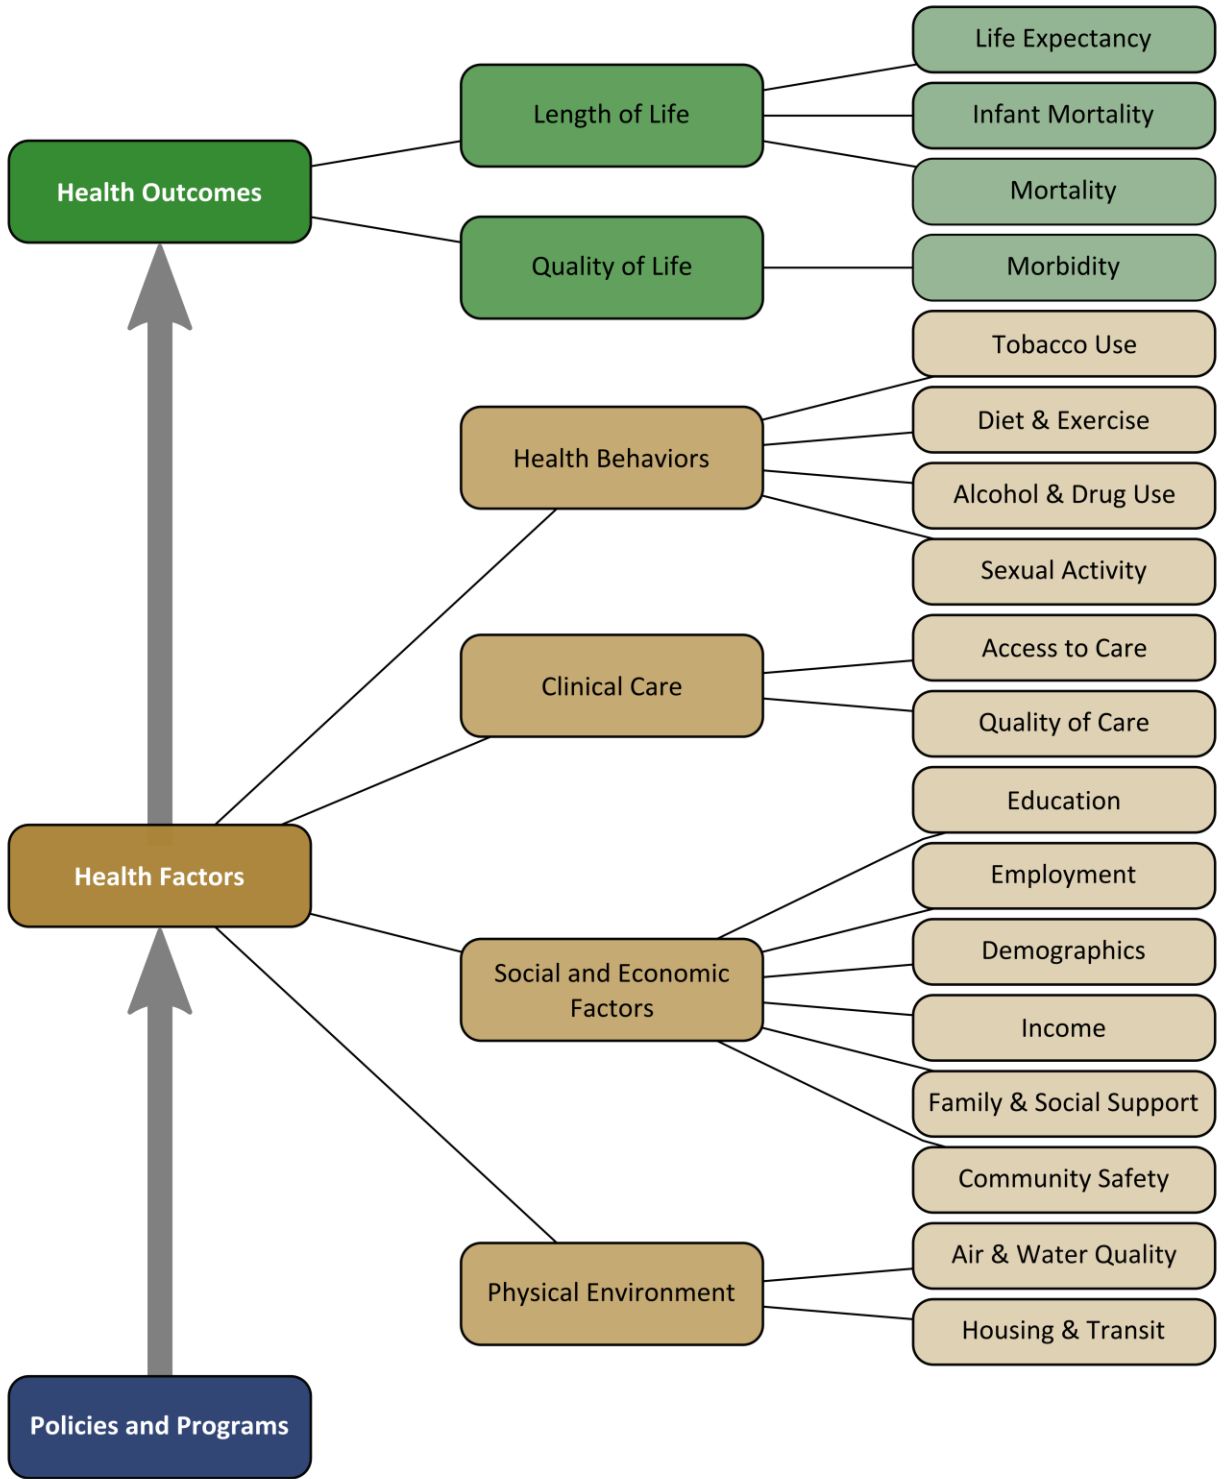 Life Expectancy
Length of Life
Infant Mortality
Health Outcomes
Mortality
Quality of Life
Morbidity
Tobacco Use
Diet & Exercise
Health Behaviors
Alcohol & Drug Use
Sexual Activity
Access to Care
Clinical Care
Quality of Care
Education
Health Factors
Employment
Demographics
Social and Economic
Factors
Income
Family & Social Support
Community Safety
Air & Water Quality
Physical Environment
Housing & Transit
Policies and Programs